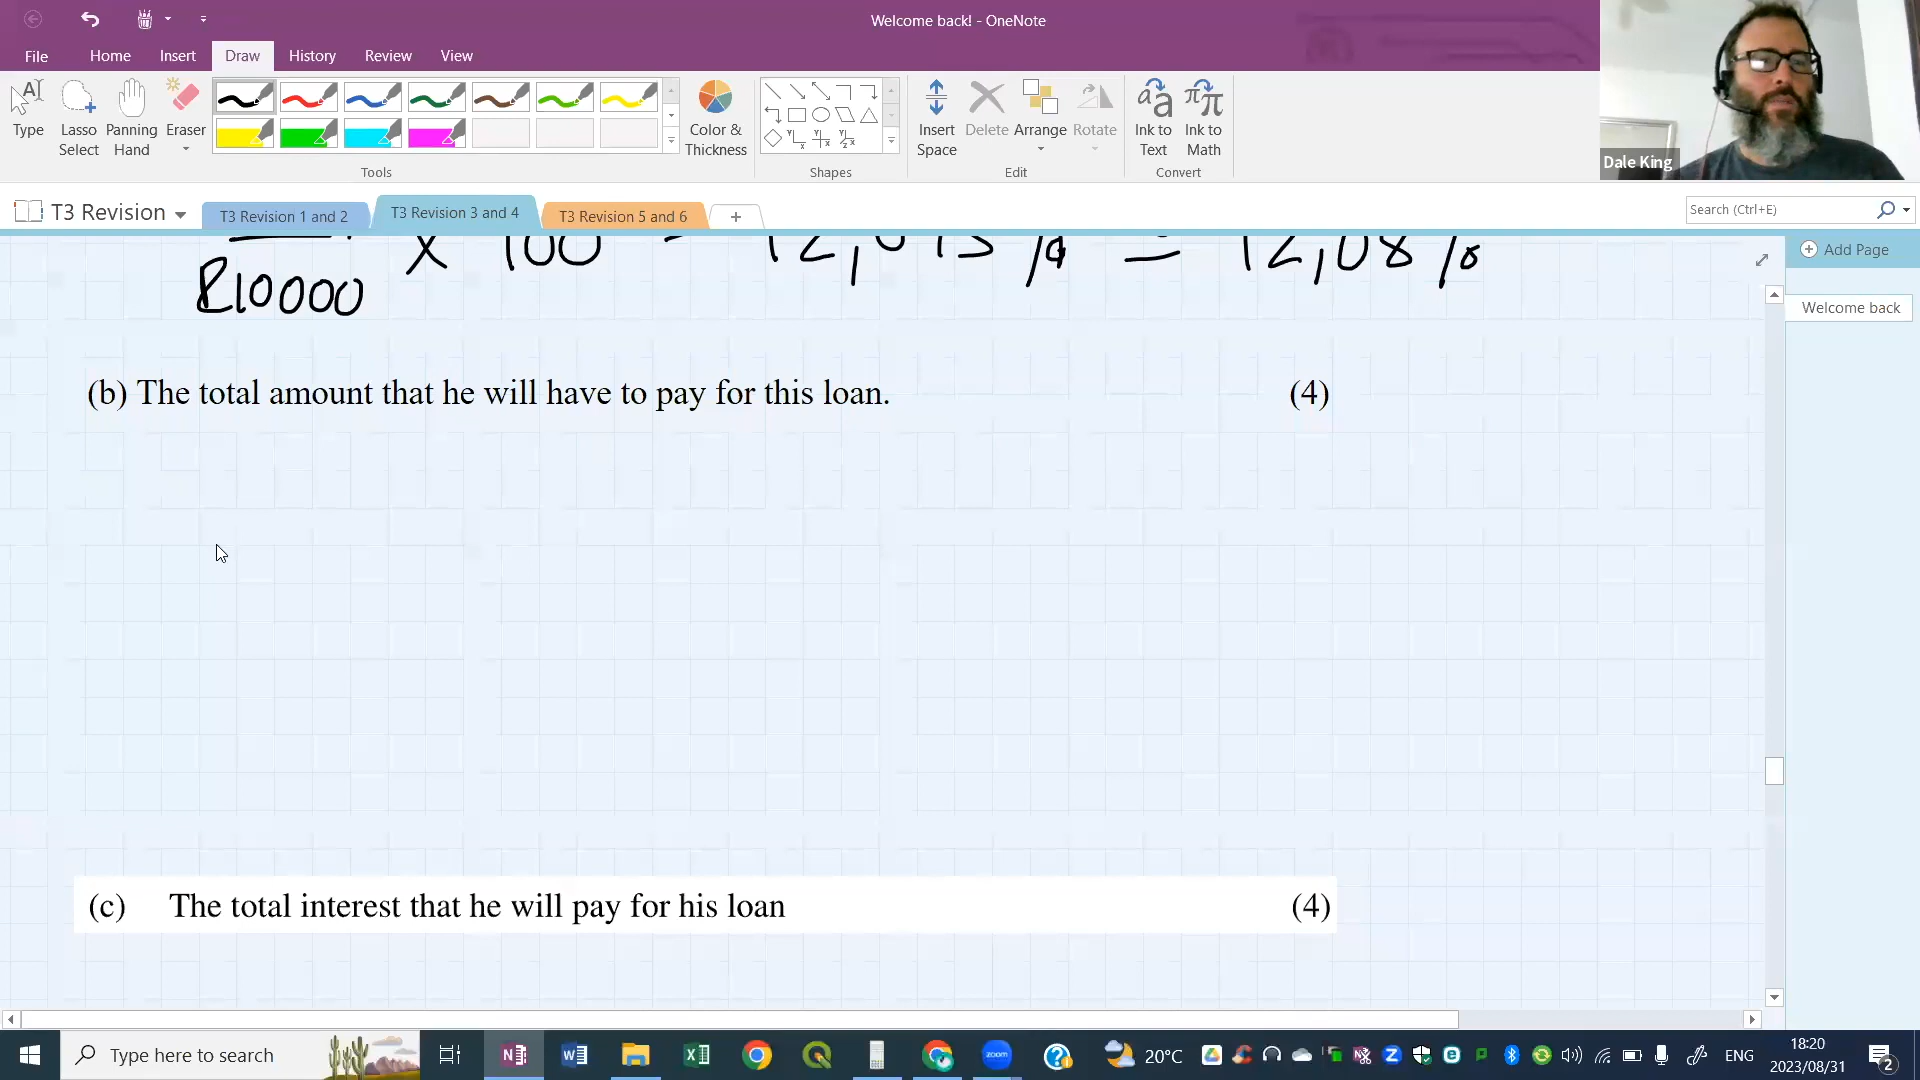 Welcome back! - OneNote
File Home Insert Draw History Review View
Type
Lasso Select
Panning Hand
Eraser
Color & Thickness
Insert Space
Delete
Arrange
Rotate
Ink to Text
Ink to Math
Tools
Shapes
Edit
Convert
Dale King
T3 Revision
T3 Revision 1 and 2
T3 Revision 3 and 4
T3 Revision 5 and 6
Search (Ctrl+E)
Add Page
Welcome back
x 100 = = 12,08%
R10000
(b) The total amount that he will have to pay for this loan. (4)
(c) The total interest that he will pay for his loan (4)
Type here to search
zoom
20°C
ENG
18:20
2023/08/31
2